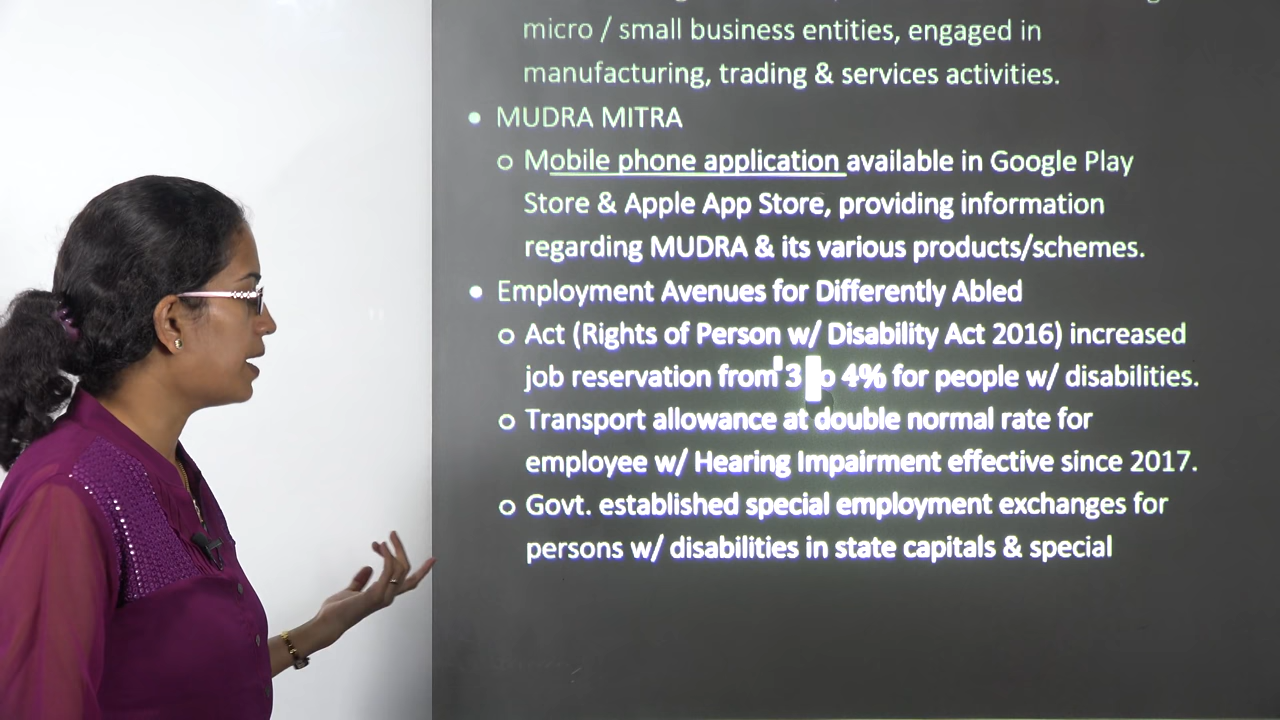 micro / small business entities, engaged in
manufacturing, trading & services activities.
• MUDRA MITRA
o Mobile phone application available in Google Play
Store & Apple App Store, providing information
regarding MUDRA & its various products/schemes.
• Employment Avenues for Differently Abled
o Act (Rights of Person w/ Disability Act 2016) increased
job reservation from 3 to 4% for people w/ disabilities.
o Transport allowance at double normal rate for
employee w/ Hearing Impairment effective since 2017.
o Govt. established special employment exchanges for
persons w/ disabilities in state capitals & special